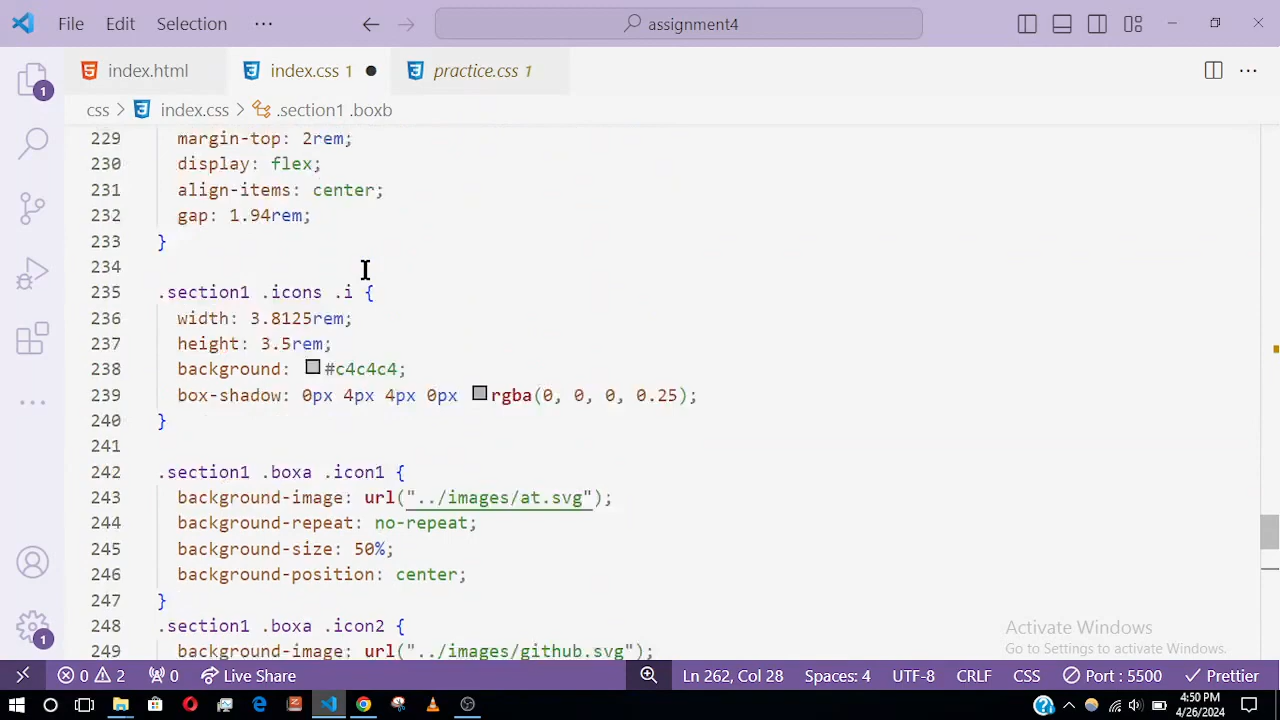 File Edit Selection ··· assignment4
index.html index.css 1 practice.css 1 ···
css > index.css > .section1 .boxb
229 margin-top: 2rem;
230 display: flex;
231 align-items: center;
232 gap: 1.94rem;
233 }
234
235 .section1 .icons .i {
236 width: 3.8125rem;
237 height: 3.5rem;
238 background: #c4c4c4;
239 box-shadow: 0px 4px 4px 0px rgba(0, 0, 0, 0.25);
240 }
241
242 .section1 .boxa .icon1 {
243 background-image: url("../images/at.svg");
244 background-repeat: no-repeat;
245 background-size: 50%;
246 background-position: center;
247 }
248 .section1 .boxa .icon2 {
249 background-image: url("../images/github.svg");
1
1
Activate Windows
Go to Settings to activate Windows.
0 2 0 Live Share Ln 262, Col 28 Spaces: 4 UTF-8 CRLF CSS Port : 5500 Prettier
4:50 PM
4/26/2024